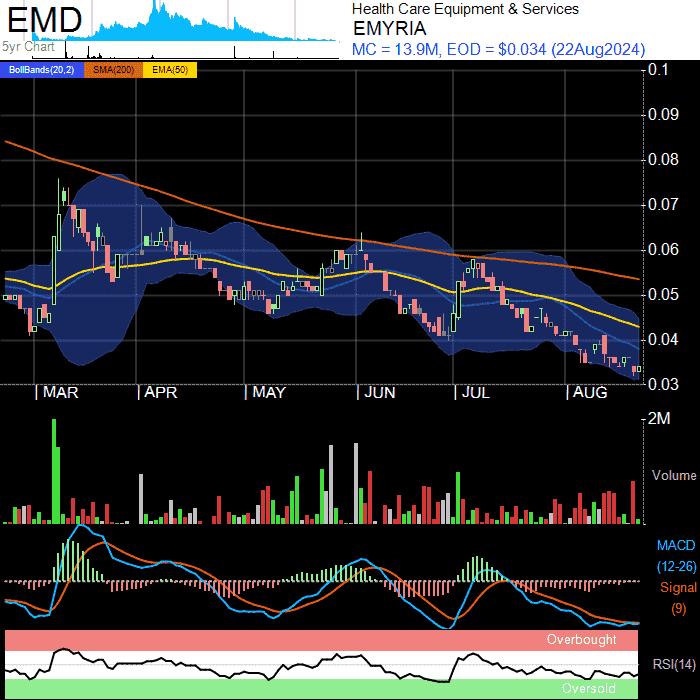 EMD
5yr Chart
Health Care Equipment & Services
EMYRIA
MC = 13.9M, EOD = $0.034 (22Aug2024)
BollBands(20,2) SMA(200) EMA(50)
0.1
0.09
0.08
0.07
0.06
0.05
0.04
0.03
MAR APR MAY JUN JUL AUG
2M
Volume
MACD
(12-26)
Signal
(9)
Overbought
RSI(14)
Oversold